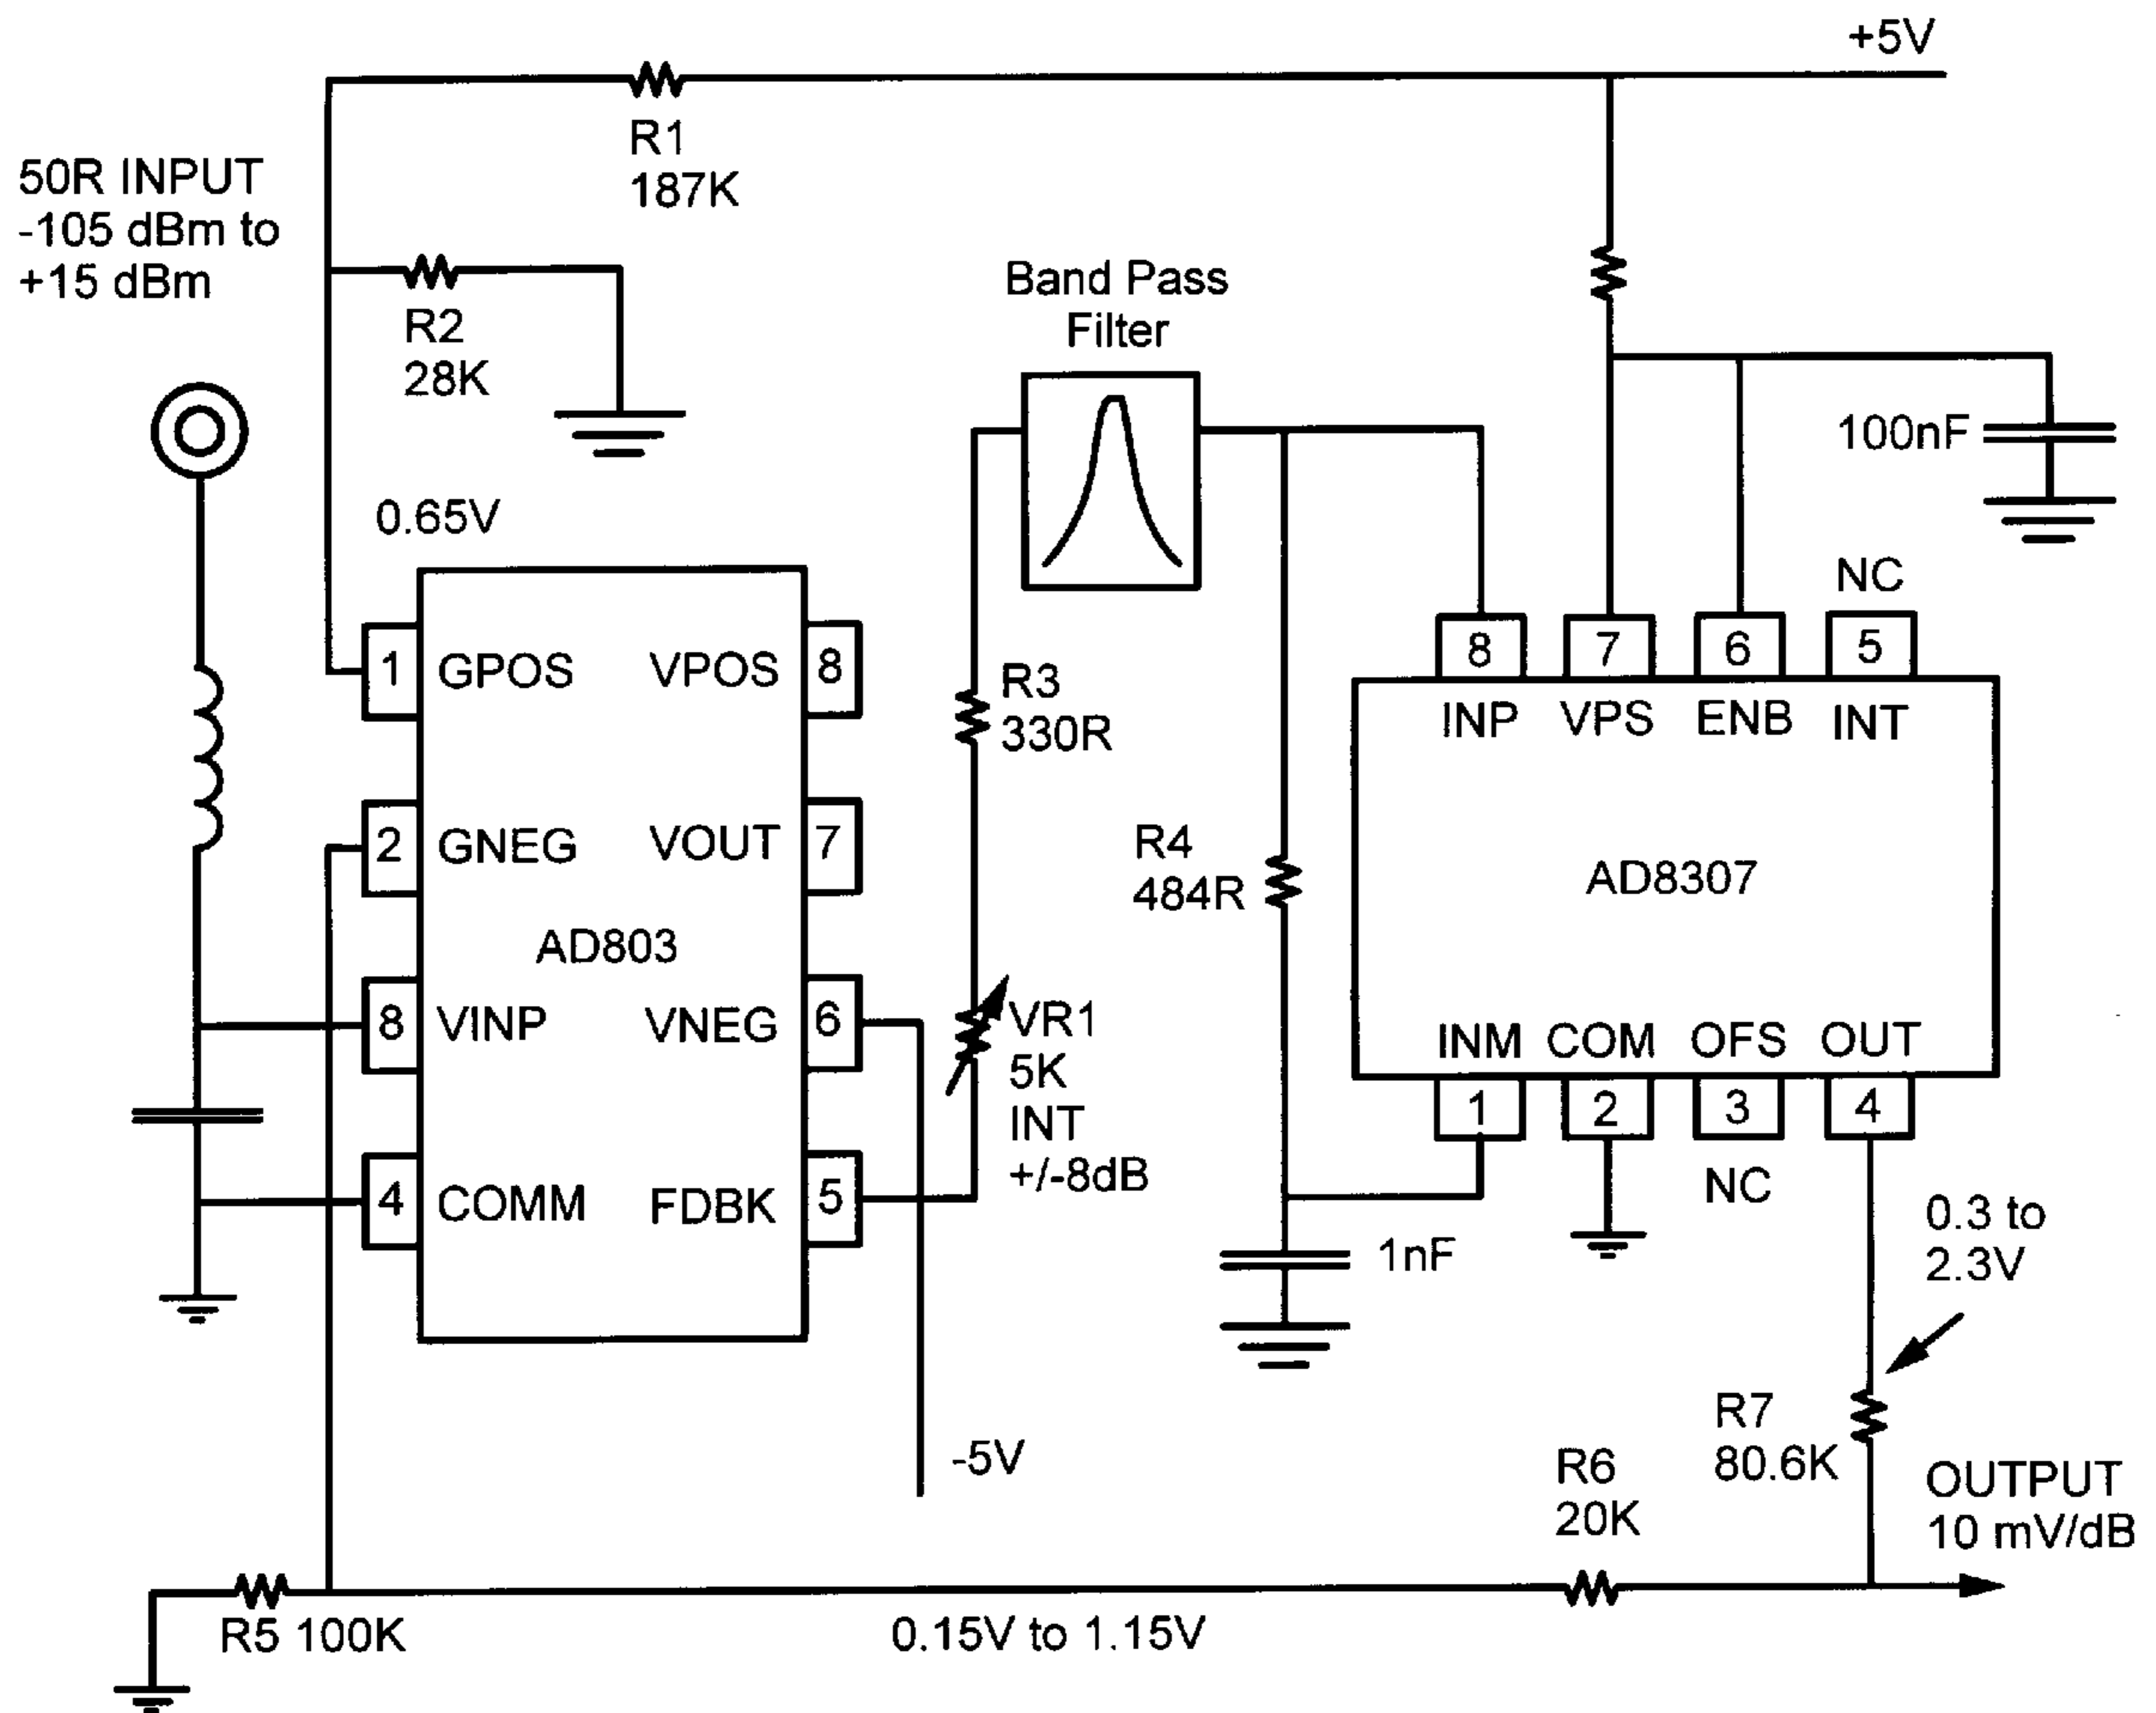 +5V
R1
187K
50R INPUT
-105 dBm to
+15 dBm
R2
28K
Band Pass
Filter
100nF
0.65V
NC
1 GPOS VPOS 8
2 GNEG VOUT 7
AD803
8 VINP VNEG 6
4 COMM FDBK 5
R3
330R
VR1
5K
INT
+/-8dB
R4
484R
8 7 6 5
INP VPS ENB INT
AD8307
INM COM OFS OUT
1 2 3 4
NC
1nF
0.3 to
2.3V
-5V
R7
80.6K
R6
20K
OUTPUT
10 mV/dB
R5 100K
0.15V to 1.15V